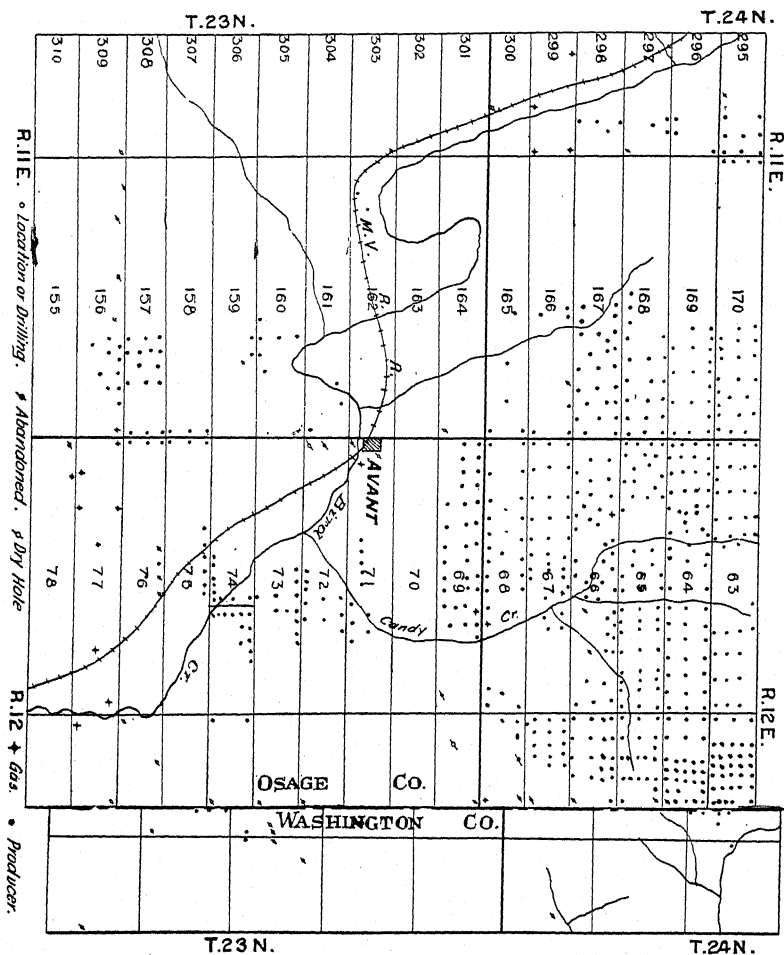 T.23N. T.24N.
310 309 308 307 306 305 304 303 302 301 300 299 298 297 296 295
R.11E. R.11E.
M.V. R. R.
155 156 157 158 159 160 161 162 163 164 165 166 167 168 169 170
AVANT
Bird
78 77 76 75 74 73 72 71 70 69 68 67 66 65 64 63
Candy Cr.
Cr.
R.12 R.12E.
OSAGE CO.
WASHINGTON CO.
T.23N. T.24N.
Location or Drilling. Abandoned. Dry Hole Gas. Producer.